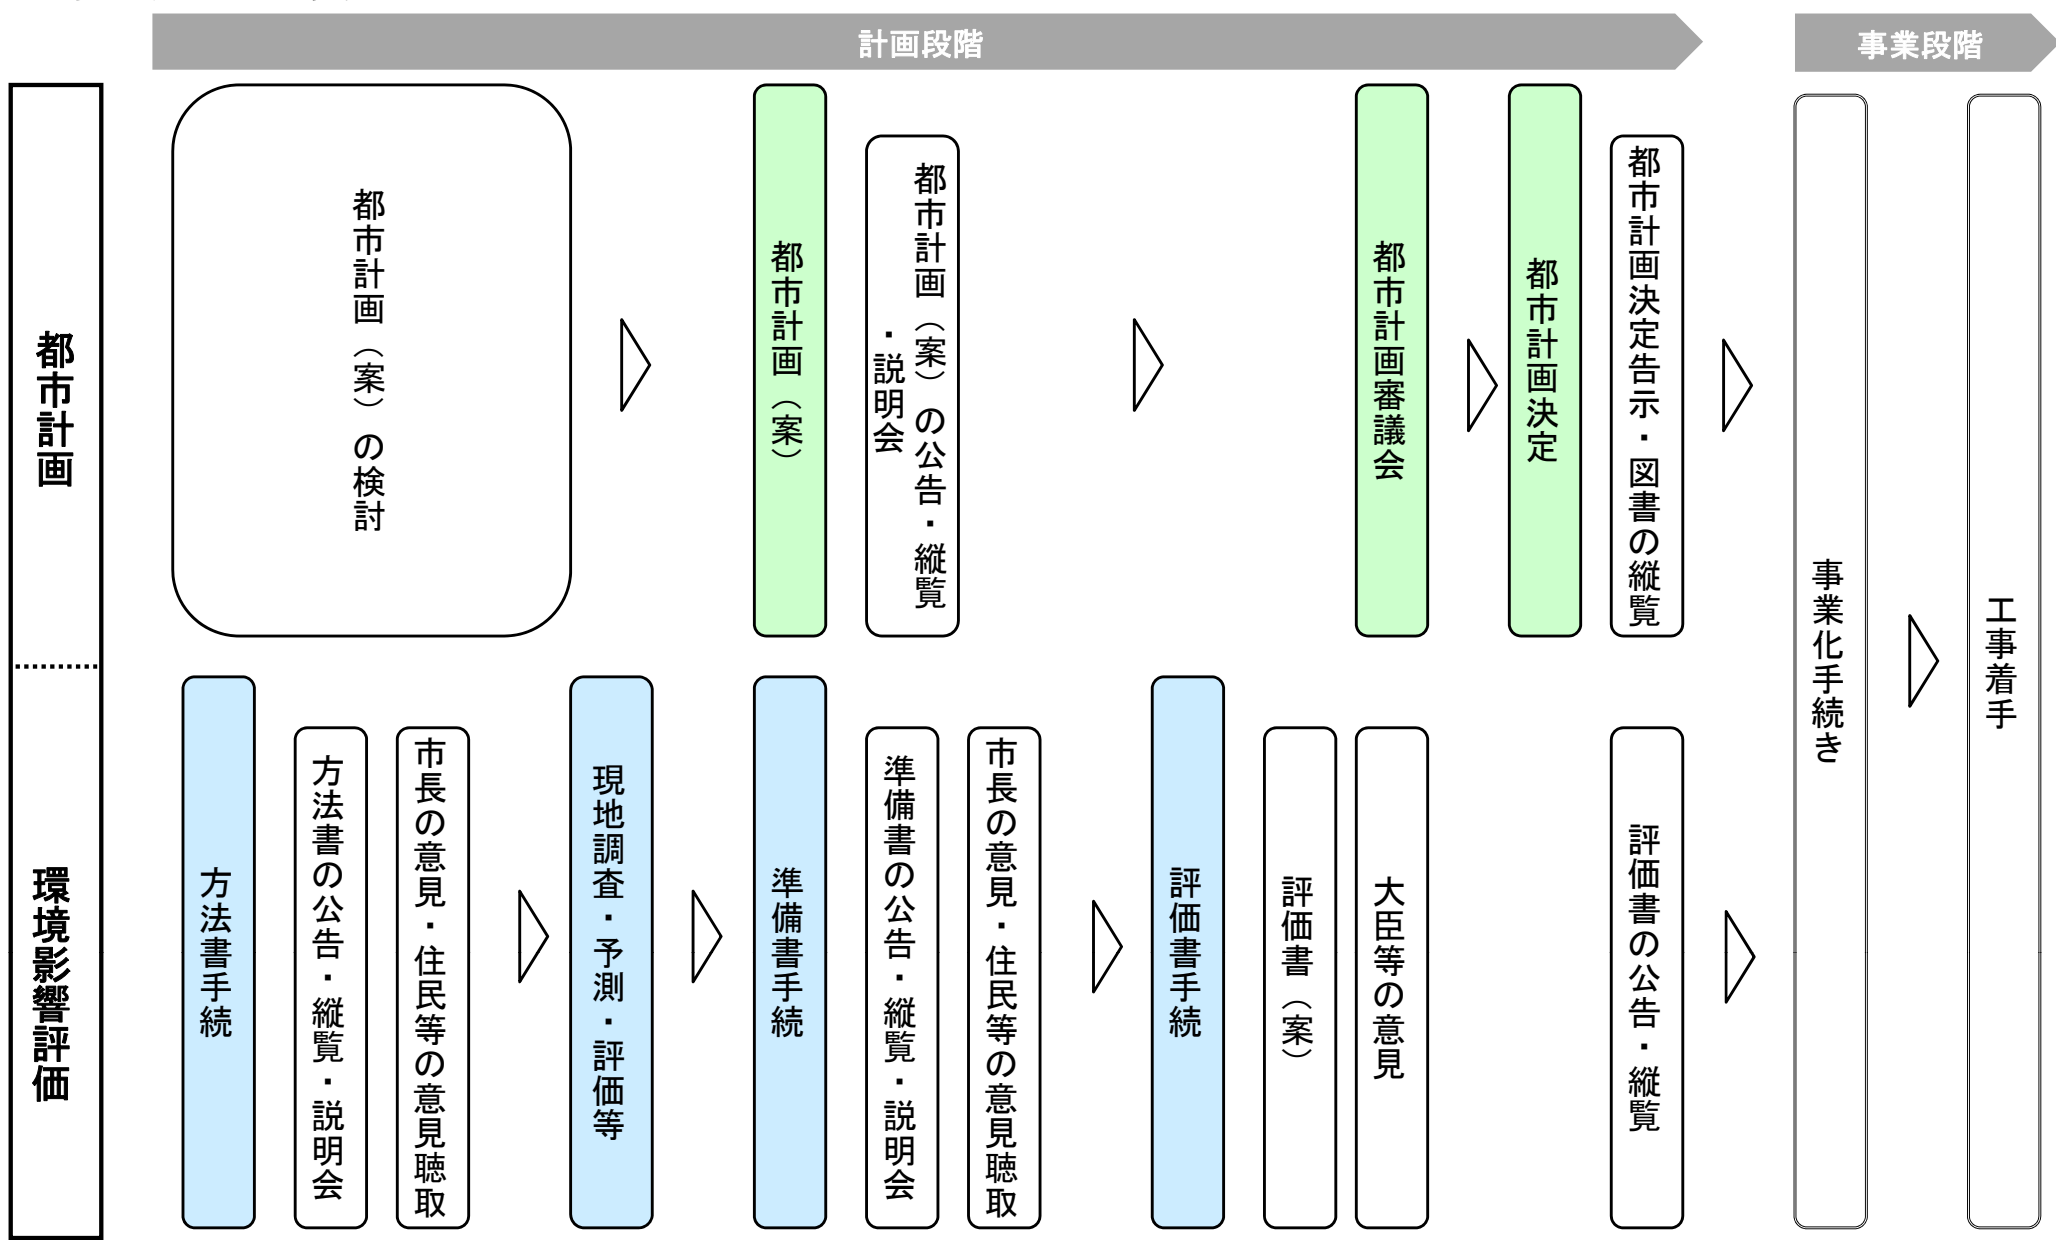 計画段階
事業段階
都市計画
都市計画（案）の検討
都市計画（案）
都市計画（案）の公告・縦覧
・説明会
都市計画審議会
都市計画決定
都市計画決定告示・図書の縦覧
環境影響評価
方法書手続
方法書の公告・縦覧・説明会
市長の意見・住民等の意見聴取
現地調査・予測・評価等
準備書手続
準備書の公告・縦覧・説明会
市長の意見・住民等の意見聴取
評価書手続
評価書（案）
大臣等の意見
評価書の公告・縦覧
事業化手続き
工事着手